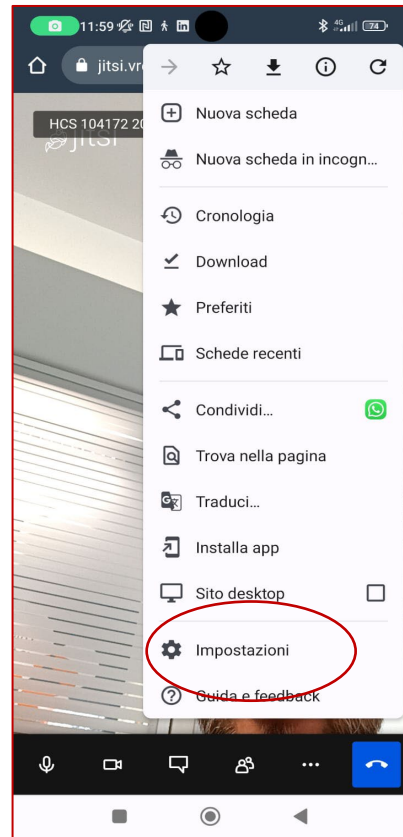 11:59
4G
74
jitsi.vr
HCS 104172 20
jitsi
Nuova scheda
Nuova scheda in incogn...
Cronologia
Download
Preferiti
Schede recenti
Condividi...
Trova nella pagina
Traduci...
Installa app
Sito desktop
Impostazioni
Guida e feedback